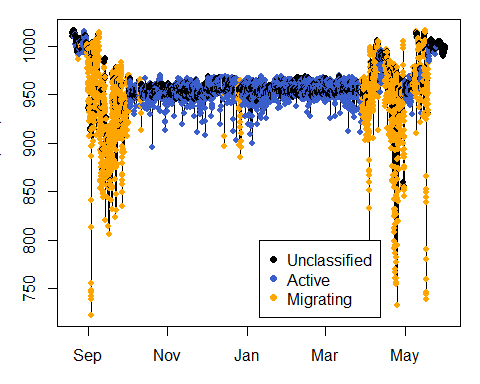 1000
950
900
850
800
750
Unclassified
Active
Migrating
Sep
Nov
Jan
Mar
May